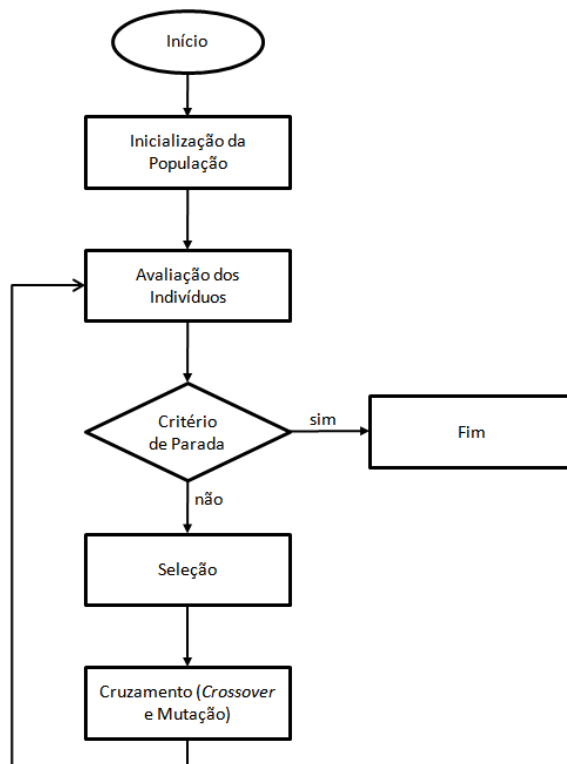 Início
Inicialização da
População
Avaliação dos
Indivíduos
Critério
de Parada
sim
Fim
não
Seleção
Cruzamento (Crossover
e Mutação)